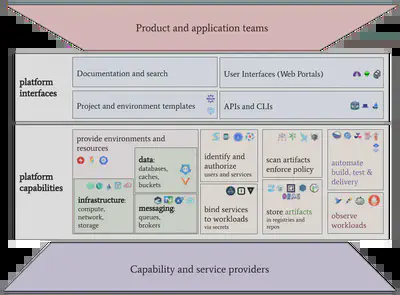 Product and application teams
platform
interfaces
Documentation and search
User Interfaces (Web Portals)
Project and environment templates
APIs and CLIs
platform
capabilities
provide environments and
resources
data:
databases,
caches,
buckets
infrastructure:
compute,
network,
storage
messaging:
queues,
brokers
identify and
authorize
users and services
bind services
to workloads
via secrets
scan artifacts
enforce policy
store artifacts
in registries and
repos
automate
build, test &
delivery
observe
workloads
Capability and service providers